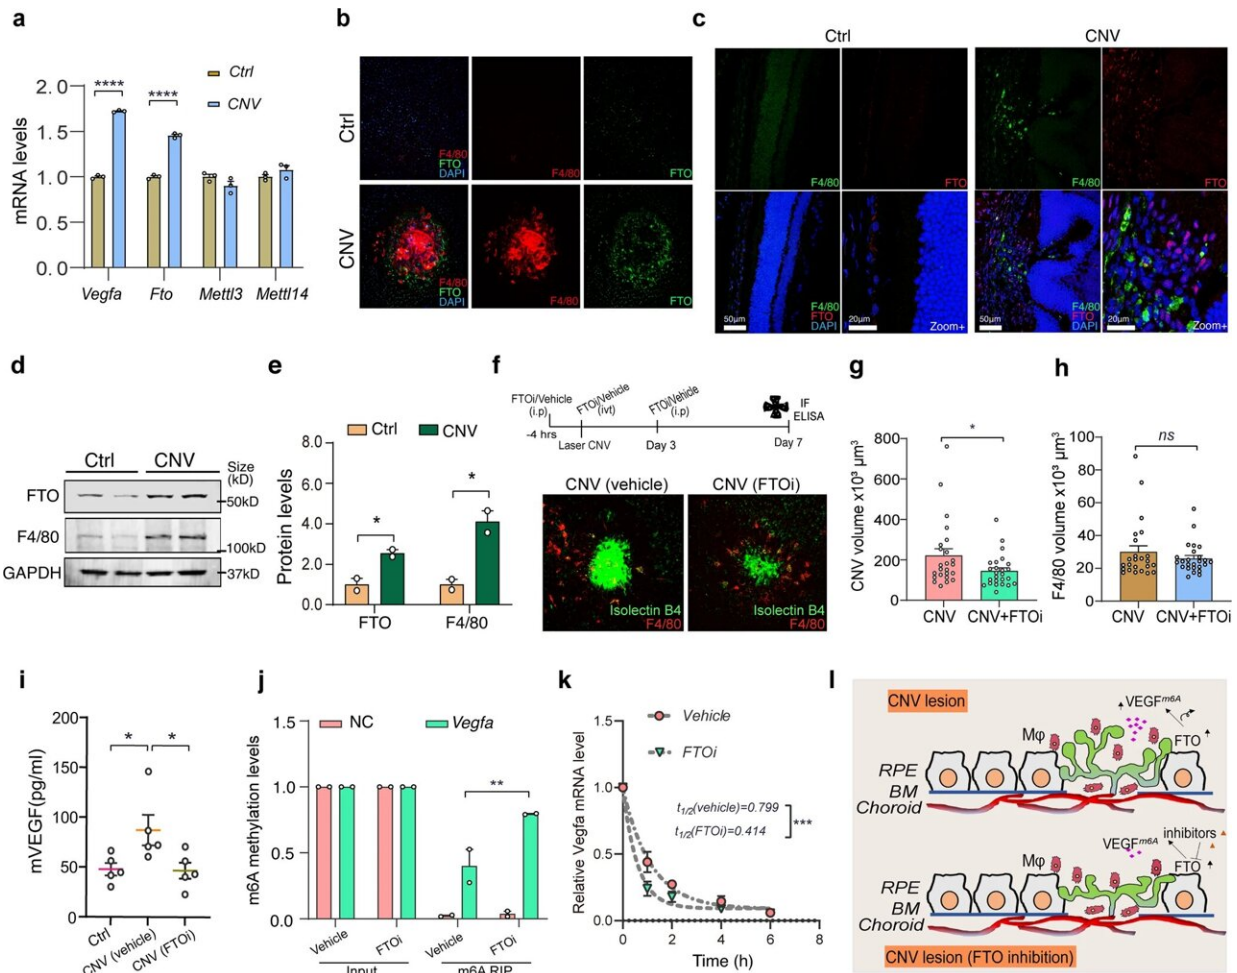 a
Ctrl
CNV
mRNA levels
2.0
1.5
1.0
0.5
0.0
****
****
Vegfa Fto Mettl3 Mettl14
b
Ctrl
CNV
F4/80
FTO
DAPI
F4/80
FTO
F4/80
FTO
DAPI
F4/80
FTO
c
Ctrl CNV
F4/80
FTO
F4/80
FTO
50µm
F4/80
FTO
DAPI
20µm
Zoom+
50µm
F4/80
FTO
DAPI
20µm
Zoom+
d
Ctrl CNV
Size
(kD)
FTO
50kD
F4/80
100kD
GAPDH
37kD
e
Ctrl CNV
Protein levels
8.0
6.0
4.0
2.0
0.0
*
*
FTO F4/80
f
FTOi/Vehicle
(i.p)
FTOi/Vehicle
(ivt)
FTOi/Vehicle
(i.p)
IF
ELISA
-4 hrs
Laser CNV
Day 3
Day 7
CNV (vehicle) CNV (FTOi)
Isolectin B4
F4/80
Isolectin B4
F4/80
g
CNV volume x10³ µm³
800
600
400
200
0
*
CNV CNV+FTOi
h
F4/80 volume x10³ µm³
100
80
60
40
20
0
ns
CNV CNV+FTOi
i
mVEGF(pg/ml)
200
150
100
50
0
* *
Ctrl
CNV (vehicle)
CNV (FTOi)
j
NC Vegfa
m6A methylation levels
1.5
1.0
0.5
0.0
**
Vehicle
FTOi
Vehicle
FTOi
Input m6A RIP
k
Vehicle
FTOi
Relative Vegfa mRNA level
1.5
1.0
0.5
0.0
t1/2(vehicle)=0.799
t1/2(FTOi)=0.414
***
0 2 4 6 8
Time (h)
l
CNV lesion
VEGFm6A
Mφ
FTO
RPE
BM
Choroid
inhibitors
VEGFm6A
Mφ
FTO
RPE
BM
Choroid
CNV lesion (FTO inhibition)